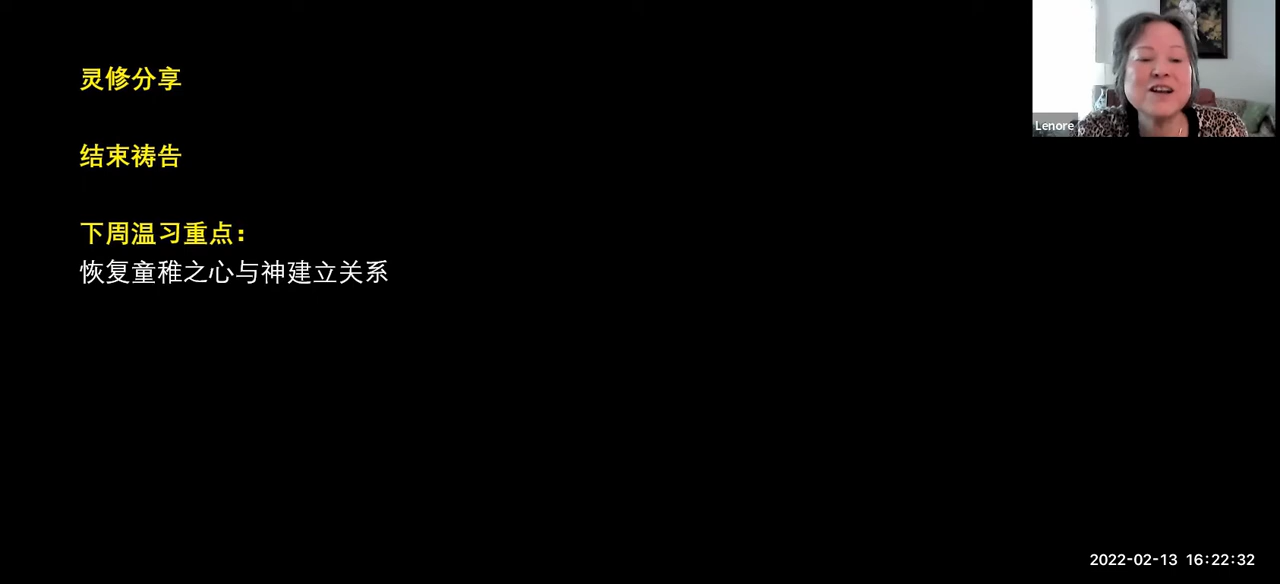 灵修分享
结束祷告
下周温习重点：
恢复童稚之心与神建立关系
Lenore
2022-02-13 16:22:32